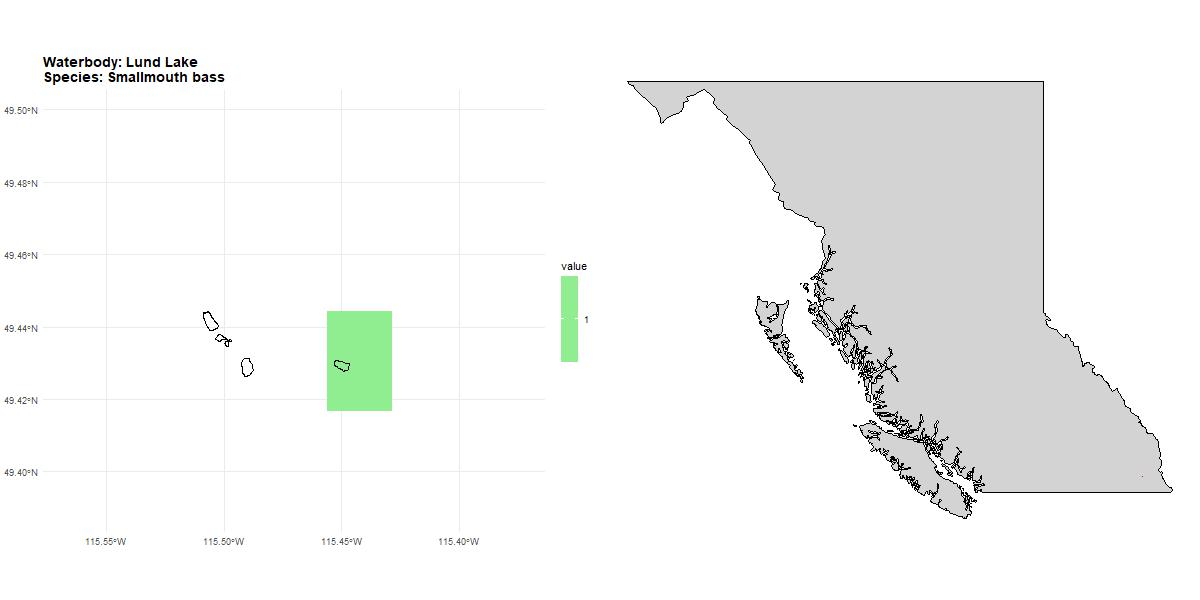 Waterbody: Lund Lake
Species: Smallmouth bass
49.50°N
49.48°N
49.46°N
49.44°N
49.42°N
49.40°N
115.55°W
115.50°W
115.45°W
115.40°W
value
1